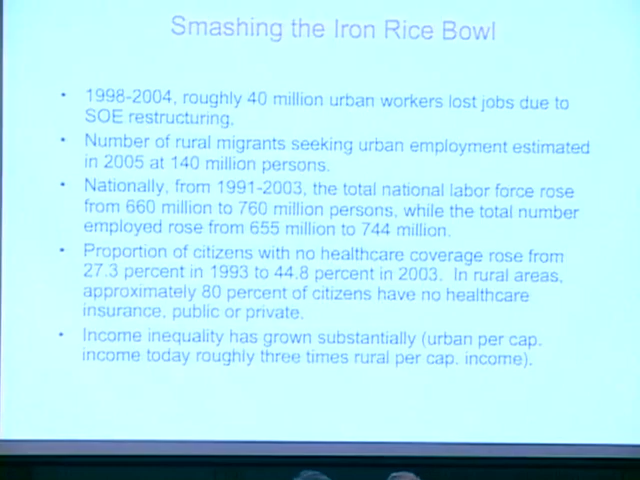 Smashing the Iron Rice Bowl
• 1998-2004, roughly 40 million urban workers lost jobs due to
SOE restructuring.
• Number of rural migrants seeking urban employment estimated
in 2005 at 140 million persons.
• Nationally, from 1991-2003, the total national labor force rose
from 660 million to 760 million persons, while the total number
employed rose from 655 million to 744 million.
• Proportion of citizens with no healthcare coverage rose from
27.3 percent in 1993 to 44.8 percent in 2003. In rural areas,
approximately 80 percent of citizens have no healthcare
insurance, public or private.
• Income inequality has grown substantially (urban per cap.
income today roughly three times rural per cap. income).